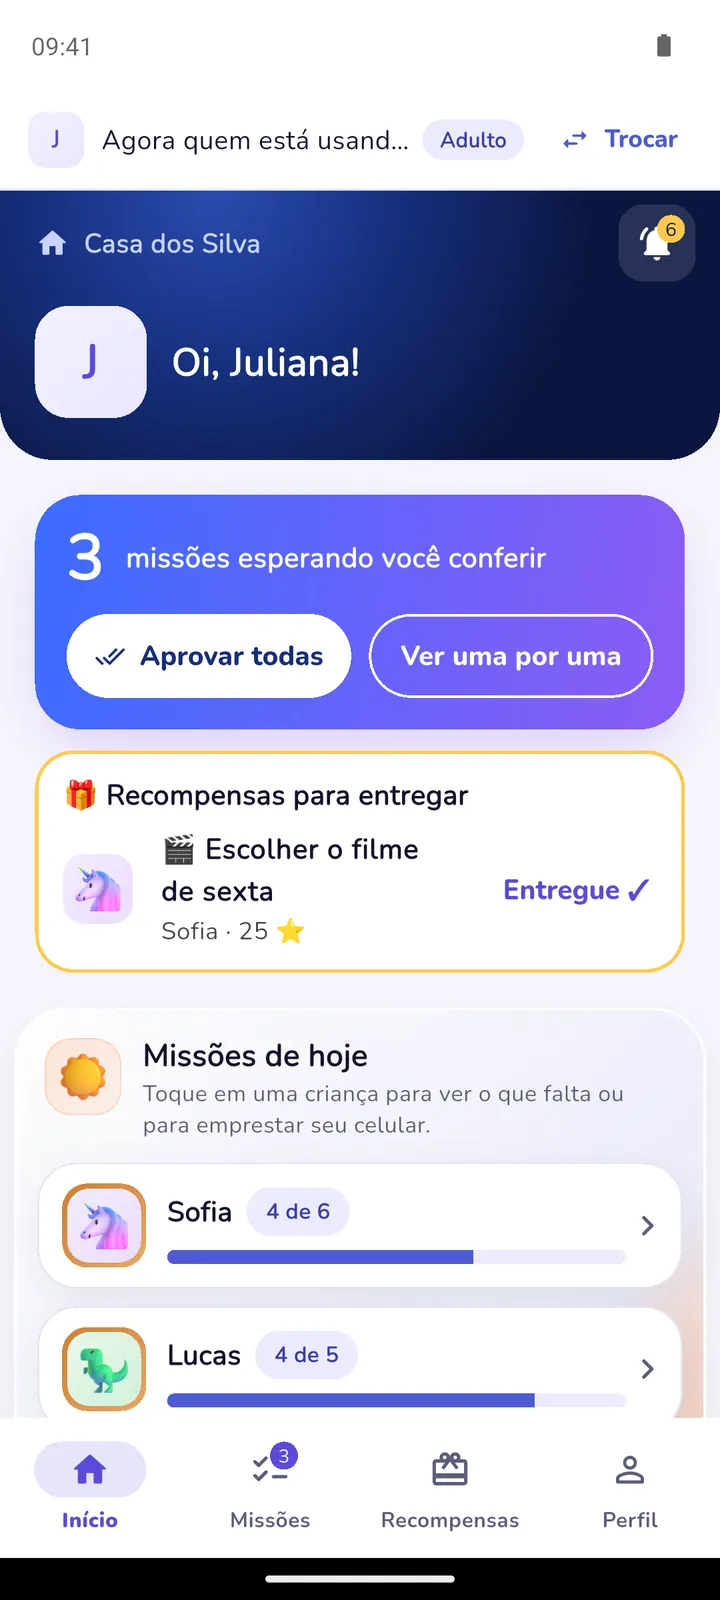 09:41
J Agora quem está usand... Adulto Trocar
Casa dos Silva 6
J Oi, Juliana!
3 missões esperando você conferir
Aprovar todas Ver uma por uma
🎁 Recompensas para entregar
🎬 Escolher o filme
de sexta
Entregue ✓
Sofia · 25 ⭐
Missões de hoje
Toque em uma criança para ver o que falta ou
para emprestar seu celular.
Sofia 4 de 6
Lucas 4 de 5
3
Início Missões Recompensas Perfil